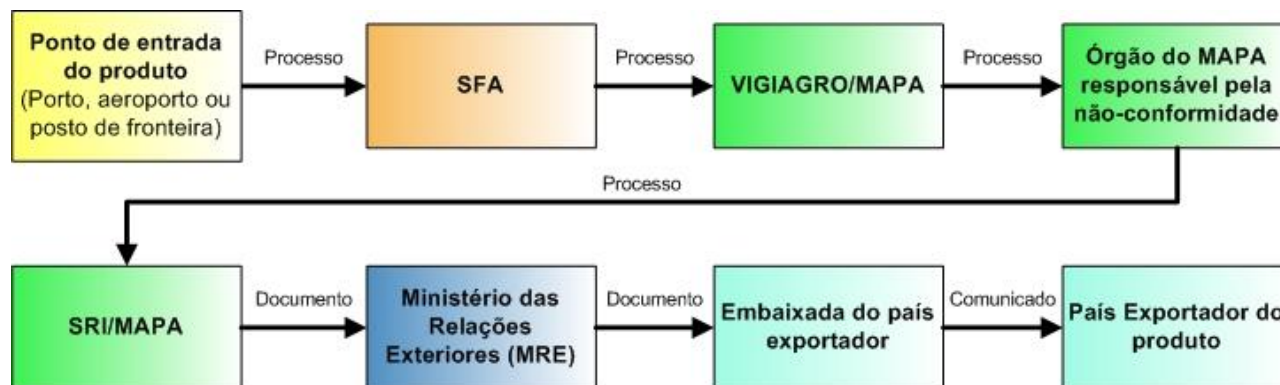 Ponto de entrada
do produto
(Porto, aeroporto ou
posto de fronteira)
Processo
SFA
Processo
VIGIAGRO/MAPA
Processo
Órgão do MAPA
responsável pela
não-conformidade
Processo
SRI/MAPA
Documento
Ministério das
Relações
Exteriores (MRE)
Documento
Embaixada do país
exportador
Comunicado
País Exportador do
produto